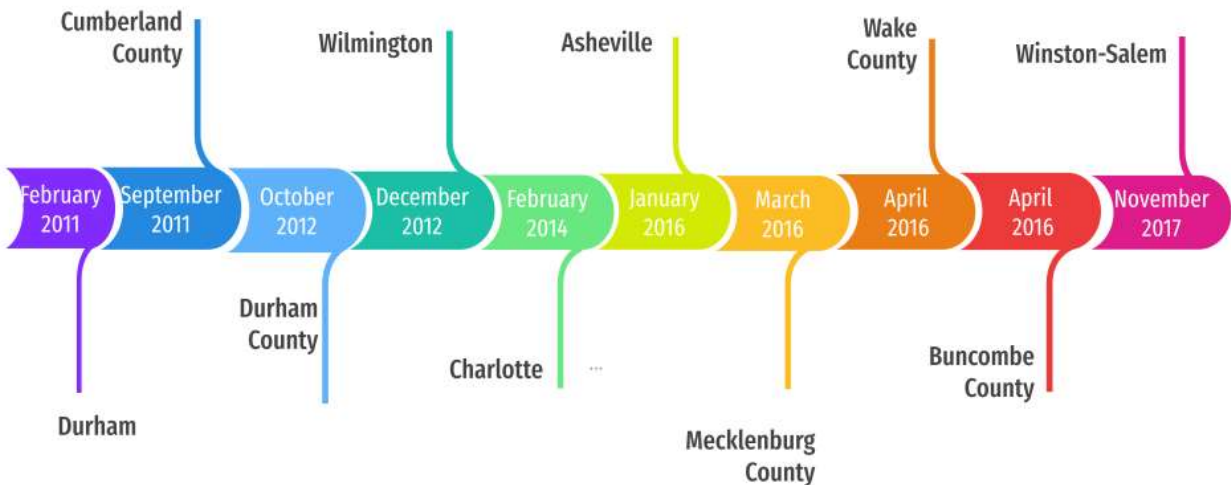 Cumberland
County
Wilmington
Asheville
Wake
County
Winston-Salem
February
2011
September
2011
October
2012
December
2012
February
2014
January
2016
March
2016
April
2016
April
2016
November
2017
Durham
County
Charlotte
...
Buncombe
County
Durham
Mecklenburg
County